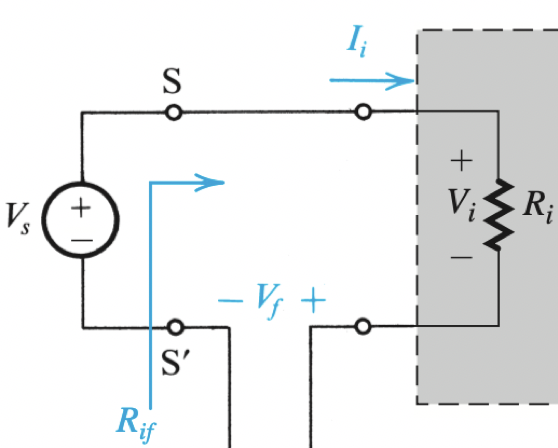 I_i
S
+
V_s
+
−
V_i
R_i
−
− V_f +
S′
R_if